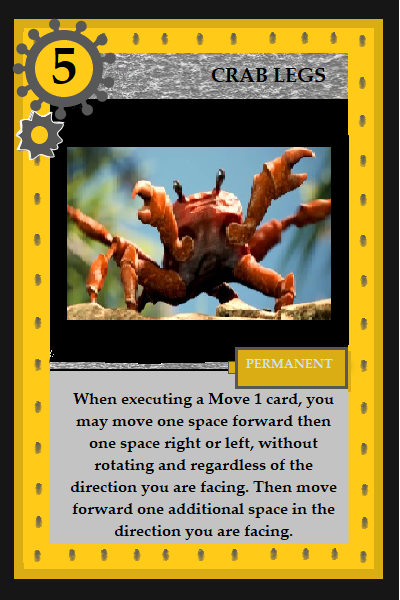 5
CRAB LEGS
PERMANENT
When executing a Move 1 card, you
may move one space forward then
one space right or left, without
rotating and regardless of the
direction you are facing. Then move
forward one additional space in the
direction you are facing.